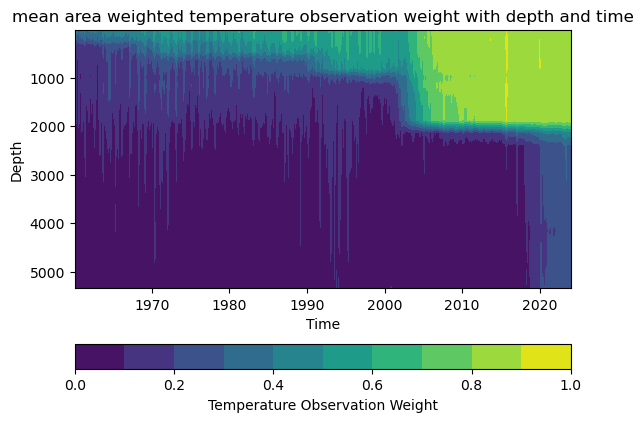 mean area weighted temperature observation weight with depth and time
Depth
1000
2000
3000
4000
5000
1970 1980 1990 2000 2010 2020
Time
0.0 0.2 0.4 0.6 0.8 1.0
Temperature Observation Weight